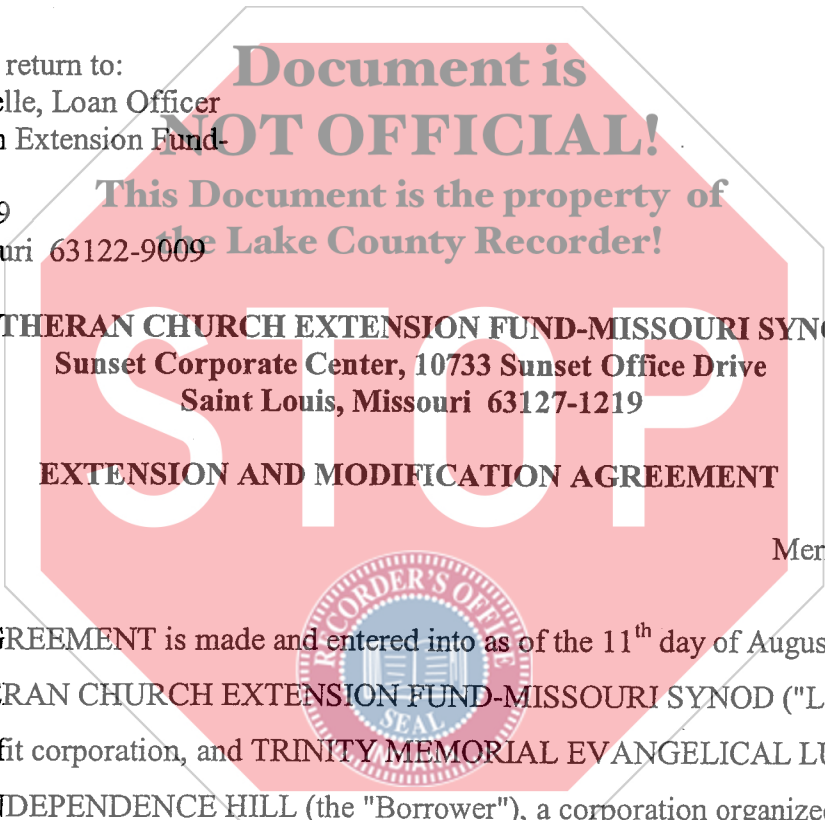 return to:
Document is
elle, Loan Officer
NOT OFFICIAL!
n Extension Fund-
This Document is the property of
9
the Lake County Recorder!
uri 63122-9009
THERAN CHURCH EXTENSION FUND-MISSOURI SYNO
Sunset Corporate Center, 10733 Sunset Office Drive
Saint Louis, Missouri 63127-1219
STOP
EXTENSION AND MODIFICATION AGREEMENT
Mer
RECORDER'S OFFICE
GREEMENT is made and entered into as of the 11th day of Augus
ERAN CHURCH EXTENSION FUND-MISSOURI SYNOD ("L
SEAL
fit corporation, and TRINITY MEMORIAL EVANGELICAL LU
NDEPENDENCE HILL (the "Borrower"), a corporation organized